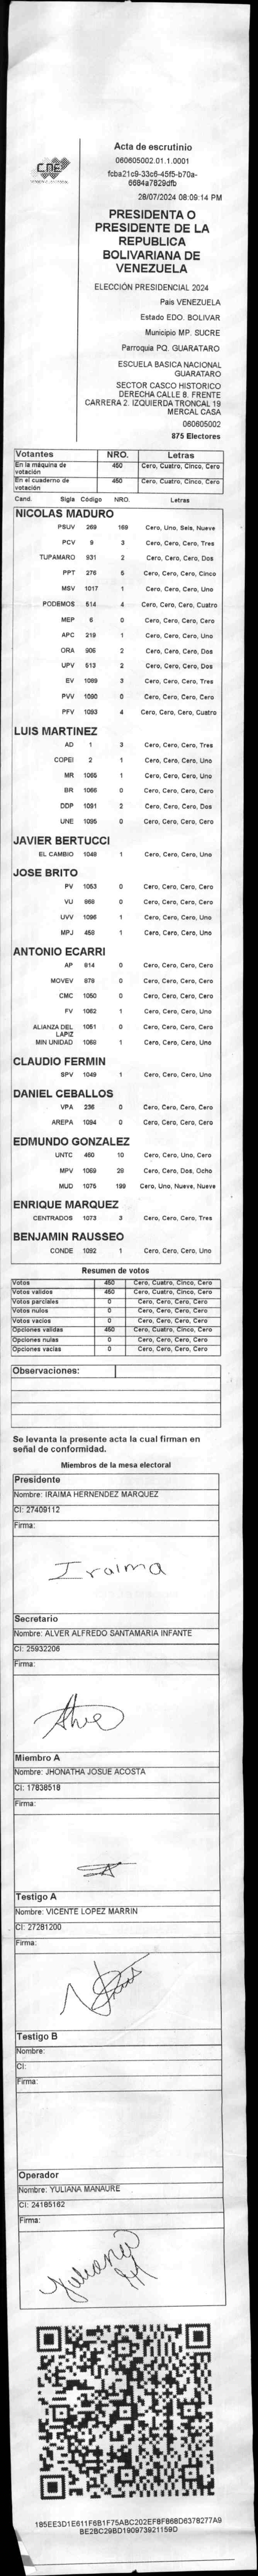 CNE
Acta de escrutinio
060605002.01.1.0001
fcba21c9-33c6-45f5-b70a-
6684a7829dfb
28/07/2024 08:09:14 PM
PRESIDENTA O
PRESIDENTE DE LA
REPUBLICA
BOLIVARIANA DE
VENEZUELA
ELECCIÓN PRESIDENCIAL 2024
País VENEZUELA
Estado EDO. BOLIVAR
Municipio MP. SUCRE
Parroquia PQ. GUARATARO
ESCUELA BASICA NACIONAL
GUARATARO
SECTOR CASCO HISTORICO
DERECHA CALLE 8. FRENTE
CARRERA 2. IZQUIERDA TRONCAL 19
MERCAL CASA
060605002
875 Electores
Votantes NRO. Letras
En la máquina de votación 450 Cero, Cuatro, Cinco, Cero
En el cuaderno de votación 450 Cero, Cuatro, Cinco, Cero
Cand. Sigla Código NRO. Letras
NICOLAS MADURO
PSUV 269 169 Cero, Uno, Seis, Nueve
PCV 9 3 Cero, Cero, Cero, Tres
TUPAMARO 931 2 Cero, Cero, Cero, Dos
PPT 276 5 Cero, Cero, Cero, Cinco
MSV 1017 1 Cero, Cero, Cero, Uno
PODEMOS 514 4 Cero, Cero, Cero, Cuatro
MEP 6 0 Cero, Cero, Cero, Cero
APC 219 1 Cero, Cero, Cero, Uno
ORA 906 2 Cero, Cero, Cero, Dos
UPV 513 2 Cero, Cero, Cero, Dos
EV 1089 3 Cero, Cero, Cero, Tres
PVV 1090 0 Cero, Cero, Cero, Cero
PFV 1093 4 Cero, Cero, Cero, Cuatro
LUIS MARTINEZ
AD 1 3 Cero, Cero, Cero, Tres
COPEI 2 1 Cero, Cero, Cero, Uno
MR 1065 1 Cero, Cero, Cero, Uno
BR 1066 0 Cero, Cero, Cero, Cero
DDP 1091 2 Cero, Cero, Cero, Dos
UNE 1095 0 Cero, Cero, Cero, Cero
JAVIER BERTUCCI
EL CAMBIO 1048 1 Cero, Cero, Cero, Uno
JOSE BRITO
PV 1053 0 Cero, Cero, Cero, Cero
VU 968 0 Cero, Cero, Cero, Cero
UVV 1096 1 Cero, Cero, Cero, Uno
MPJ 459 1 Cero, Cero, Cero, Uno
ANTONIO ECARRI
AP 814 0 Cero, Cero, Cero, Cero
MOVEV 878 0 Cero, Cero, Cero, Cero
CMC 1050 0 Cero, Cero, Cero, Cero
FV 1062 1 Cero, Cero, Cero, Uno
ALIANZA DEL LAPIZ 1051 0 Cero, Cero, Cero, Cero
MIN UNIDAD 1069 1 Cero, Cero, Cero, Uno
CLAUDIO FERMIN
SPV 1049 1 Cero, Cero, Cero, Uno
DANIEL CEBALLOS
VPA 236 0 Cero, Cero, Cero, Cero
AREPA 1094 0 Cero, Cero, Cero, Cero
EDMUNDO GONZALEZ
UNTC 460 10 Cero, Cero, Uno, Cero
MPV 1069 28 Cero, Cero, Dos, Ocho
MUD 1075 199 Cero, Uno, Nueve, Nueve
ENRIQUE MARQUEZ
CENTRADOS 1073 3 Cero, Cero, Cero, Tres
BENJAMIN RAUSSEO
CONDE 1092 1 Cero, Cero, Cero, Uno
Resumen de votos
Votos 450 Cero, Cuatro, Cinco, Cero
Votos validos 450 Cero, Cuatro, Cinco, Cero
Votos parciales 0 Cero, Cero, Cero, Cero
Votos nulos 0 Cero, Cero, Cero, Cero
Votos vacios 0 Cero, Cero, Cero, Cero
Opciones validas 450 Cero, Cuatro, Cinco, Cero
Opciones nulas 0 Cero, Cero, Cero, Cero
Opciones vacias 0 Cero, Cero, Cero, Cero
Observaciones:
Se levanta la presente acta la cual firman en
señal de conformidad.
Miembros de la mesa electoral
Presidente
Nombre: IRAIMA HERNENDEZ MARQUEZ
CI: 27409112
Firma:
Iraima
Secretario
Nombre: ALVER ALFREDO SANTAMARIA INFANTE
CI: 25932206
Firma:
Miembro A
Nombre: JHONATHA JOSUE ACOSTA
CI: 17838518
Firma:
Testigo A
Nombre: VICENTE LOPEZ MARRIN
CI: 27281200
Firma:
Testigo B
Nombre:
CI:
Firma:
Operador
Nombre: YULIANA MANAURE
CI: 24185162
Firma:
Yuliana M
185EE3D1E611F6B1F75ABC202EF8F868D6378277A9
BE2BC29BD190973921159D